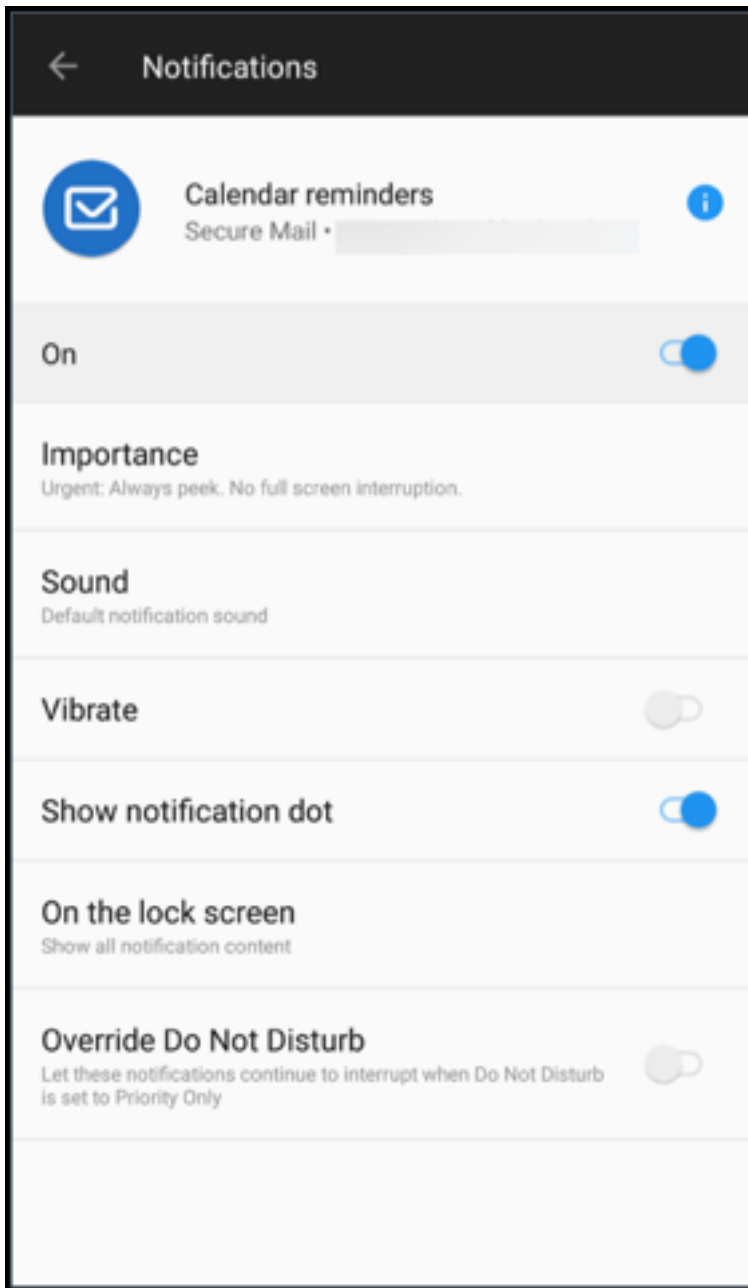 Notifications
Calendar reminders
Secure Mail •
On
Importance
Urgent: Always peek. No full screen interruption.
Sound
Default notification sound
Vibrate
Show notification dot
On the lock screen
Show all notification content
Override Do Not Disturb
Let these notifications continue to interrupt when Do Not Disturb
is set to Priority Only